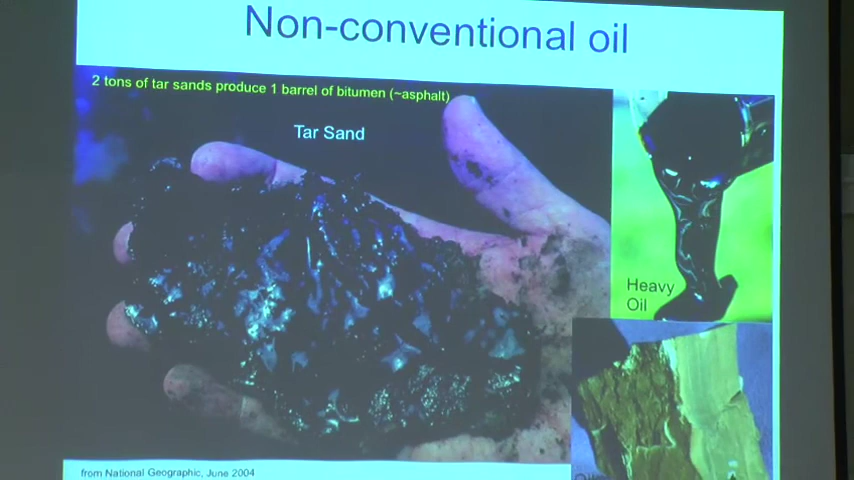 Non-conventional oil
2 tons of tar sands produce 1 barrel of bitumen (~asphalt)
Tar Sand
Heavy
Oil
from National Geographic, June 2004